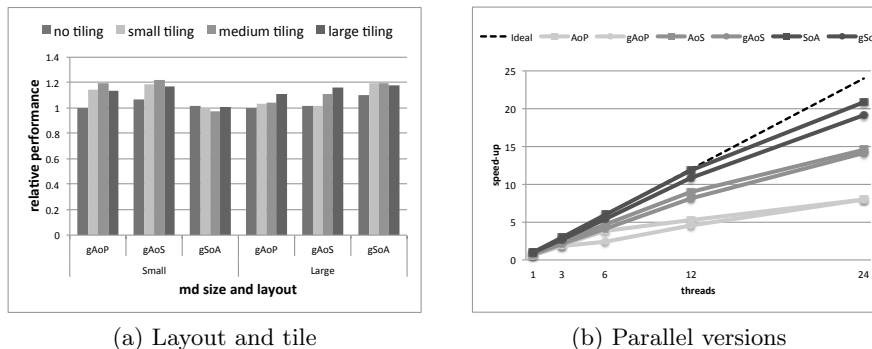 no tiling small tiling medium tiling large tiling
1.4
1.2
1
0.8
0.6
0.4
0.2
0
relative performance
gAoP gAoS gSoA gAoP gAoS gSoA
Small Large
md size and layout
(a) Layout and tile
Ideal AoP gAoP AoS gAoS SoA gSo
25
20
15
10
5
0
speed-up
1 3 6 12 24
threads
(b) Parallel versions